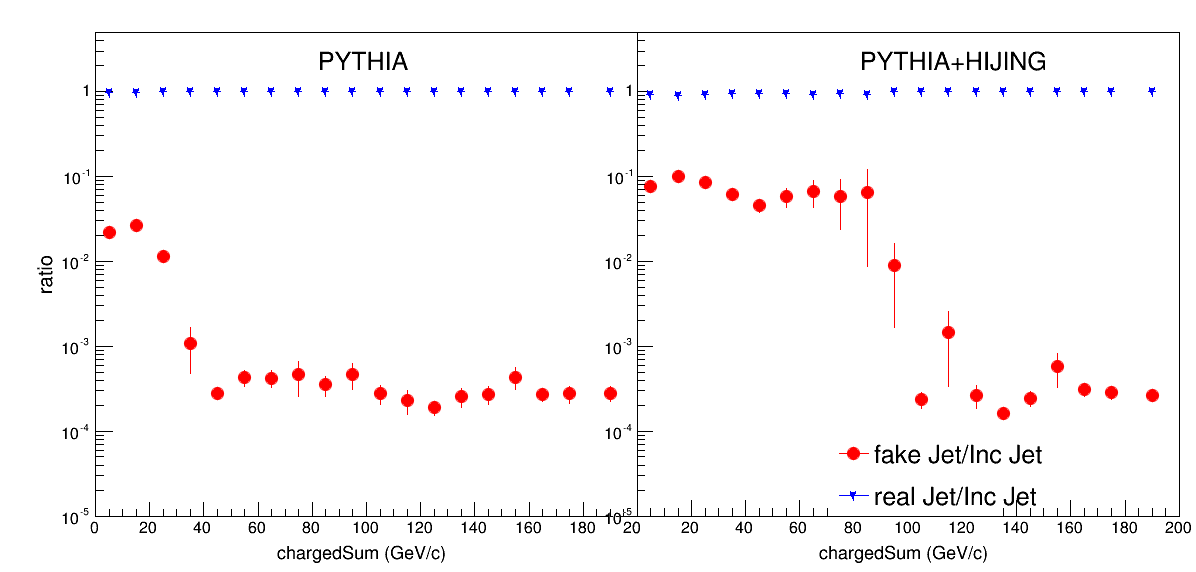 PYTHIA
PYTHIA+HIJING
1
10-1
10-2
10-3
10-4
10-5
ratio
1
10-1
10-2
10-3
10-4
fake Jet/Inc Jet
real Jet/Inc Jet
0 20 40 60 80 100 120 140 160 180
20 20 40 60 80 100 120 140 160 180 200
chargedSum (GeV/c)
chargedSum (GeV/c)